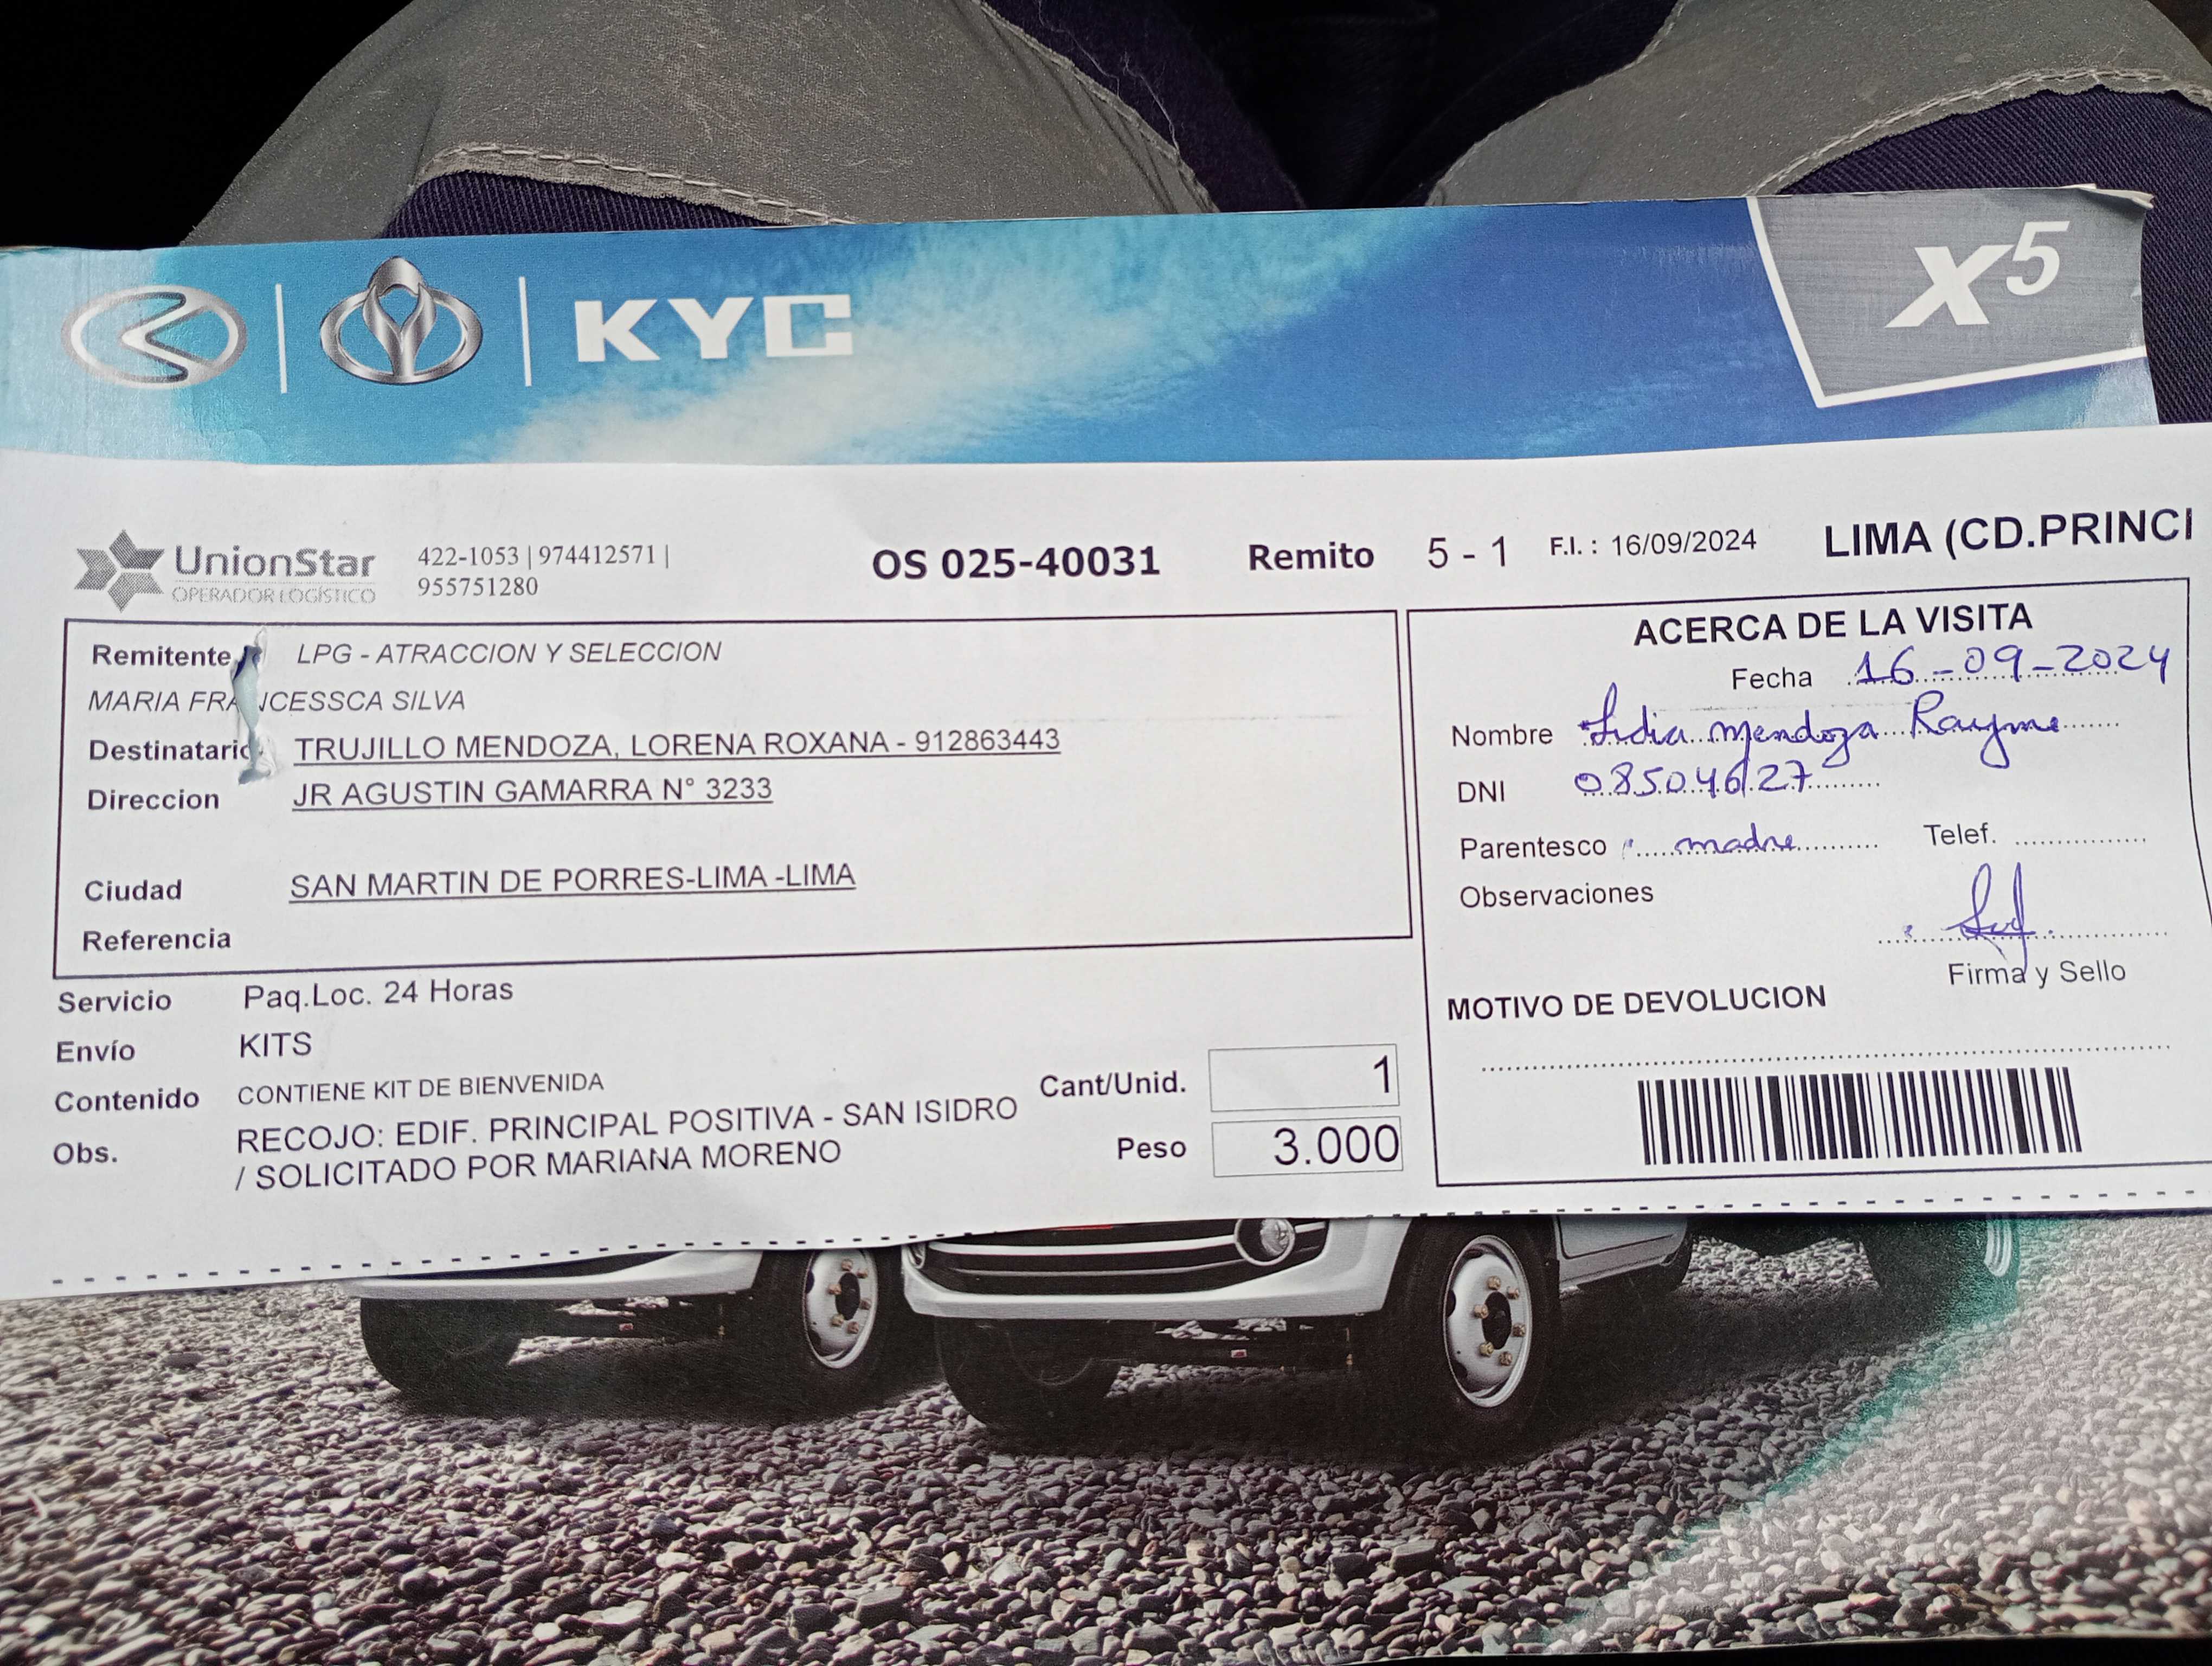 KYC
X5
UnionStar
OPERADOR LOGÍSTICO
422-1053 | 974412571 |
955751280
OS 025-40031
Remito 5 - 1
F.I. : 16/09/2024
LIMA (CD.PRINCI
Remitente LPG - ATRACCION Y SELECCION
MARIA FRANCESSCA SILVA
Destinatario TRUJILLO MENDOZA, LORENA ROXANA - 912863443
Direccion JR AGUSTIN GAMARRA N° 3233
Ciudad SAN MARTIN DE PORRES-LIMA -LIMA
Referencia
Servicio Paq.Loc. 24 Horas
Envío KITS
Contenido CONTIENE KIT DE BIENVENIDA
Obs. RECOJO: EDIF. PRINCIPAL POSITIVA - SAN ISIDRO
/ SOLICITADO POR MARIANA MORENO
Cant/Unid. 1
Peso 3.000
ACERCA DE LA VISITA
Fecha 16-09-2024
Nombre Lidia Mendoza Rayme
DNI 08504627
Parentesco madre Telef.
Observaciones
Firma y Sello
MOTIVO DE DEVOLUCION